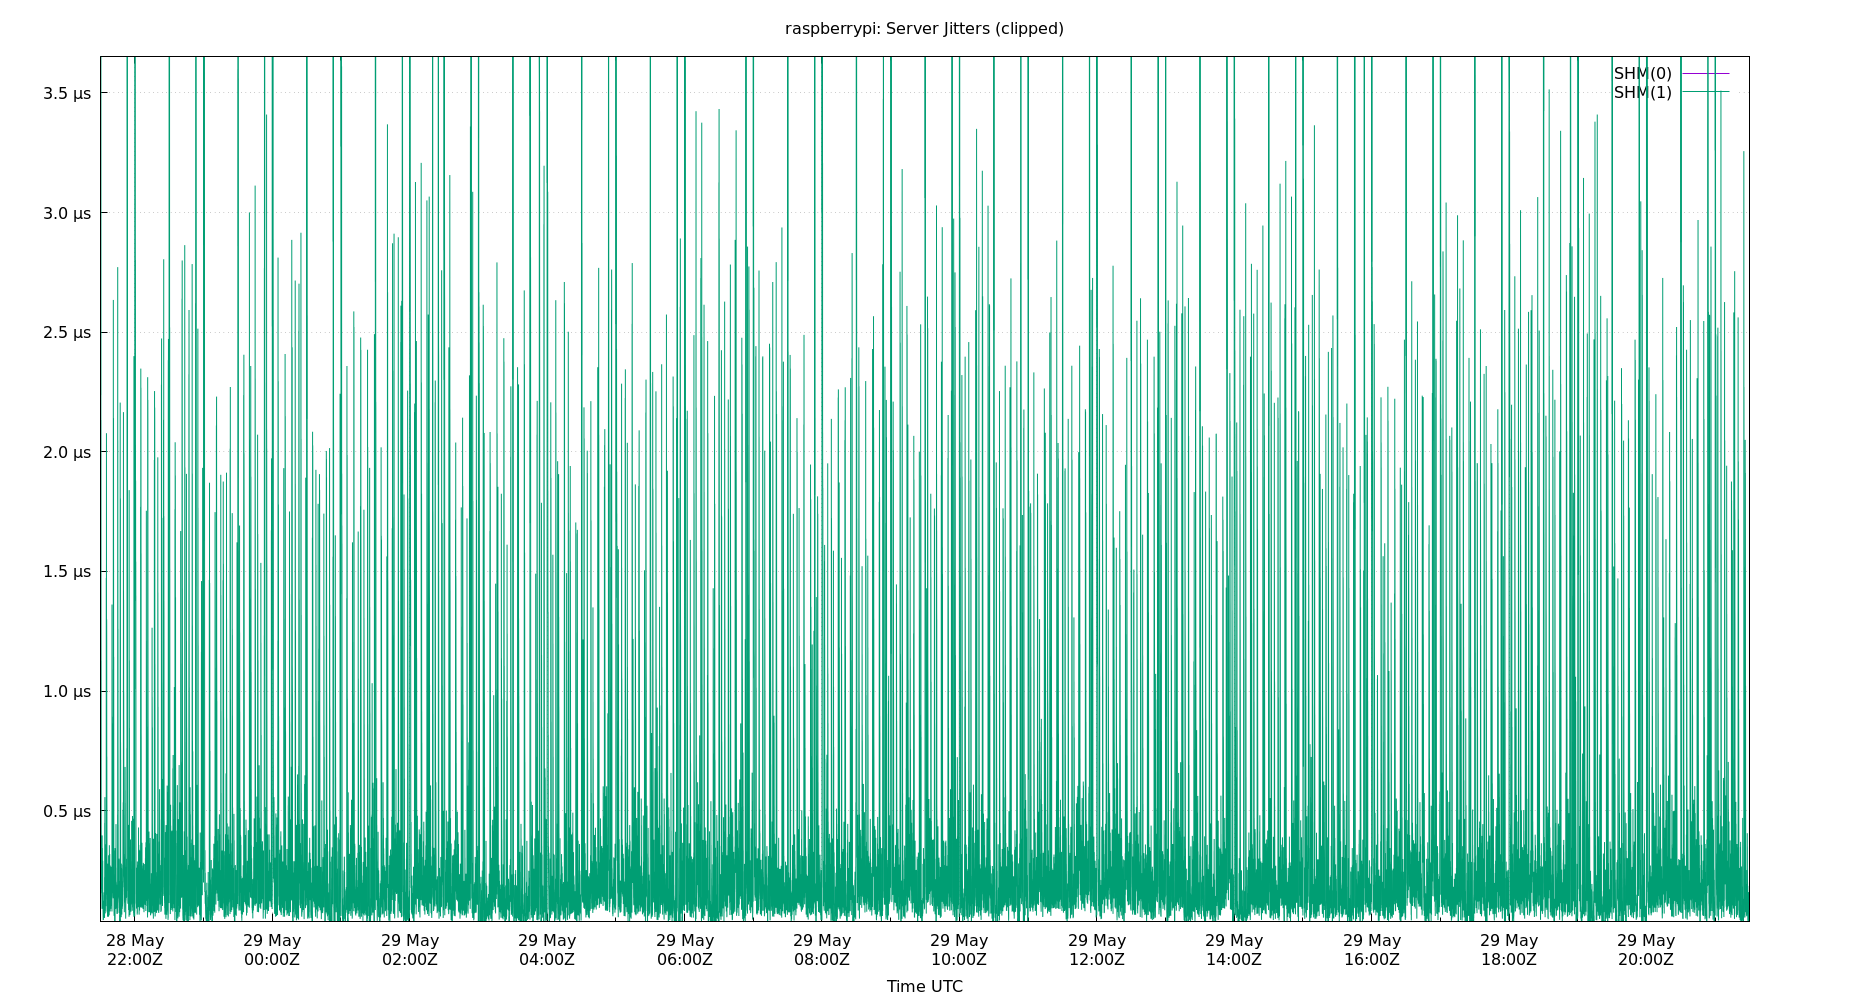 raspberrypi: Server Jitters (clipped)
SHM(0)
SHM(1)
3.5 µs
3.0 µs
2.5 µs
2.0 µs
1.5 µs
1.0 µs
0.5 µs
28 May 29 May 29 May 29 May 29 May 29 May 29 May 29 May 29 May 29 May 29 May 29 May
22:00Z 00:00Z 02:00Z 04:00Z 06:00Z 08:00Z 10:00Z 12:00Z 14:00Z 16:00Z 18:00Z 20:00Z
Time UTC